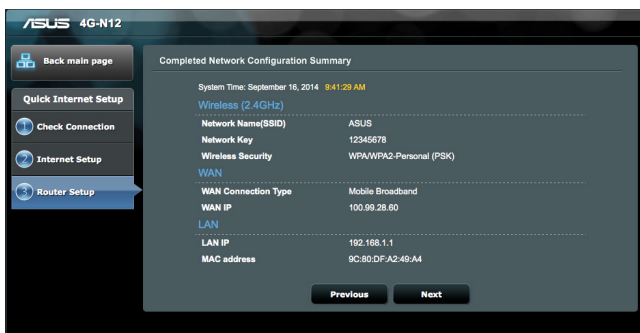 ASUS 4G-N12
Back main page
Quick Internet Setup
1 Check Connection
2 Internet Setup
3 Router Setup
Completed Network Configuration Summary
System Time: September 16, 2014 9:41:29 AM
Wireless (2.4GHz)
Network Name(SSID) ASUS
Network Key 12345678
Wireless Security WPA/WPA2-Personal (PSK)
WAN
WAN Connection Type Mobile Broadband
WAN IP 100.99.28.60
LAN
LAN IP 192.168.1.1
MAC address 9C:80:DF:A2:49:A4
Previous Next